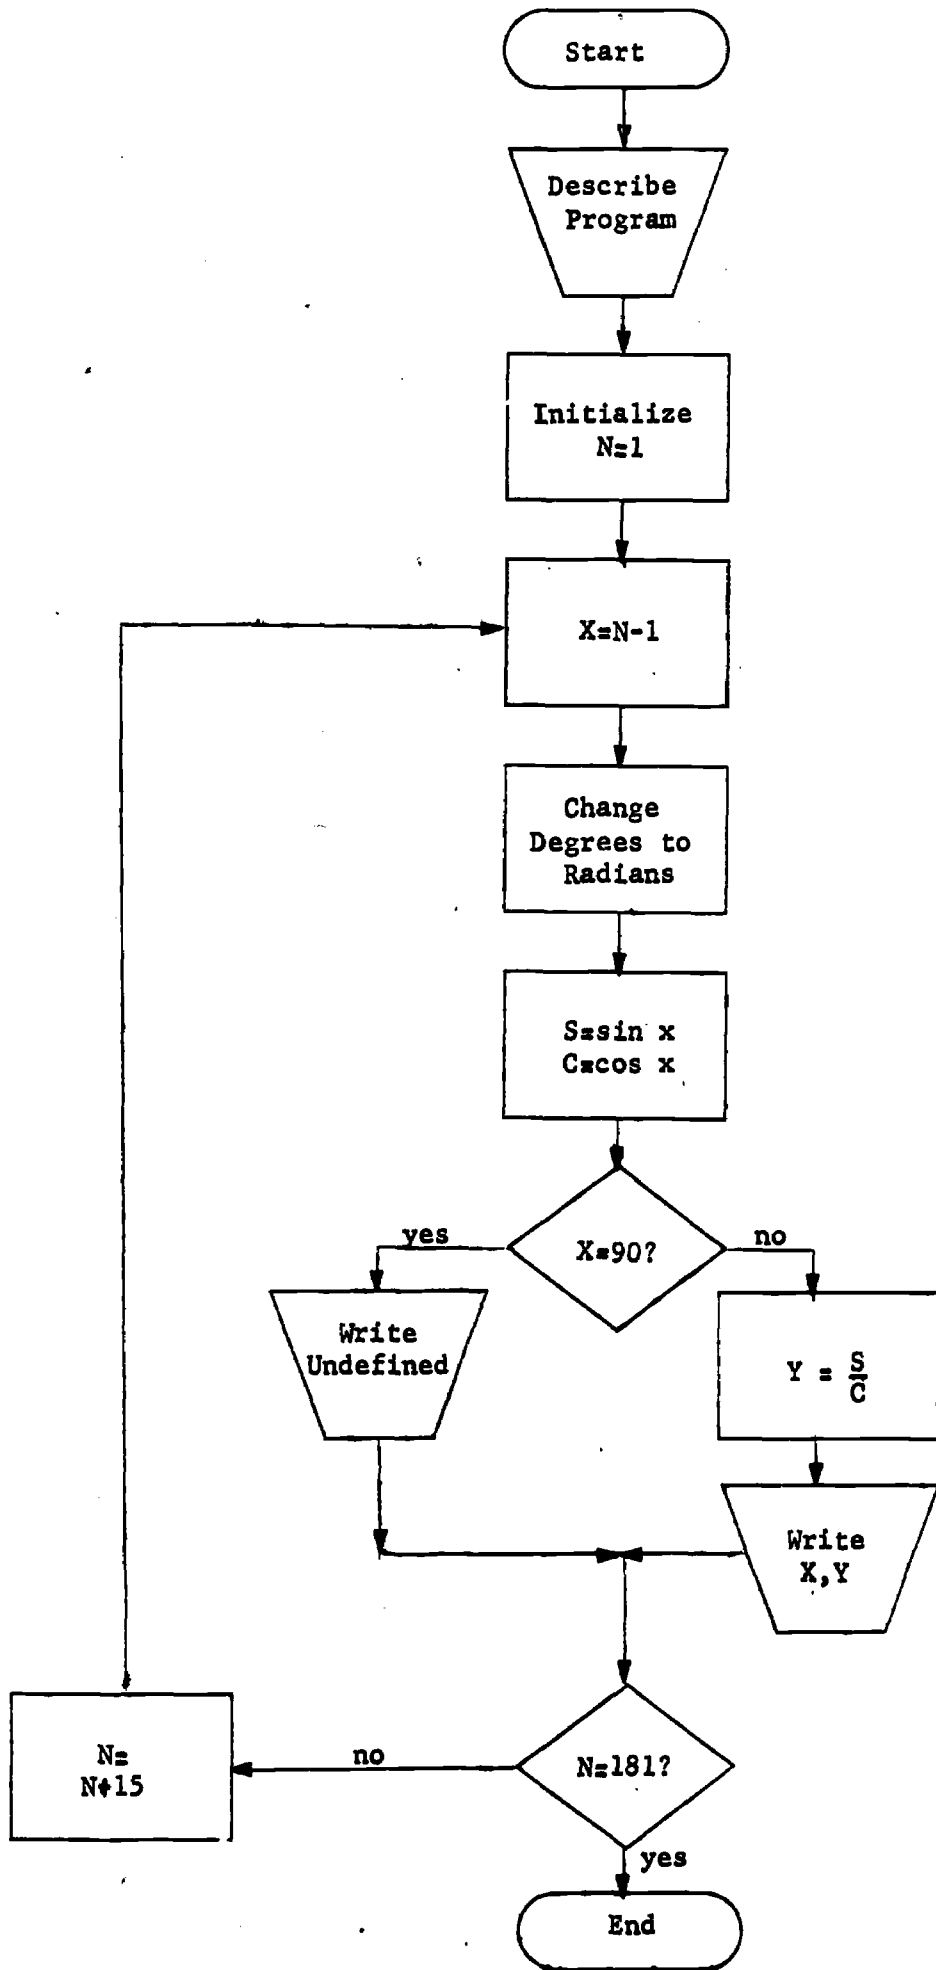 Start
Describe
Program
Initialize
N=1
X=N-1
Change
Degrees to
Radians
S=sin x
C=cos x
X=90?
yes
no
Write
Undefined
Y = S
C
Write
X,Y
N=181?
no
N=
N+15
yes
End